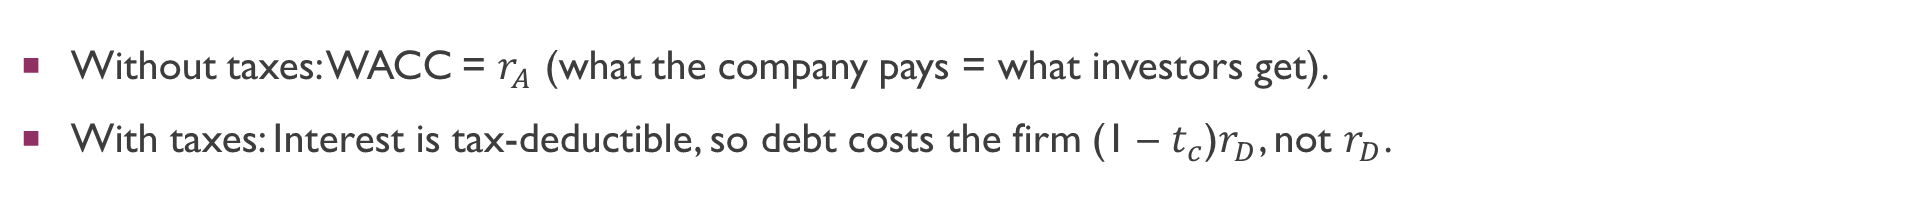 ▪ Without taxes: WACC = r_A (what the company pays = what investors get).
▪ With taxes: Interest is tax-deductible, so debt costs the firm (1 − t_c)r_D, not r_D.